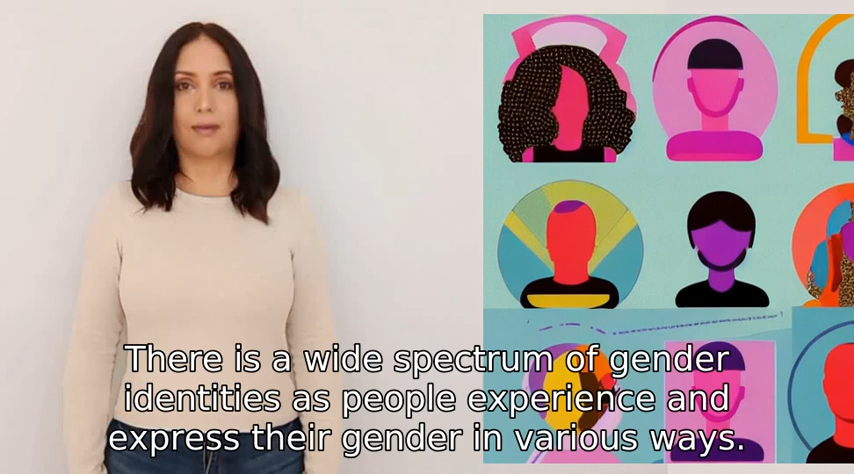 There is a wide spectrum of gender
identities as people experience and
express their gender in various ways.